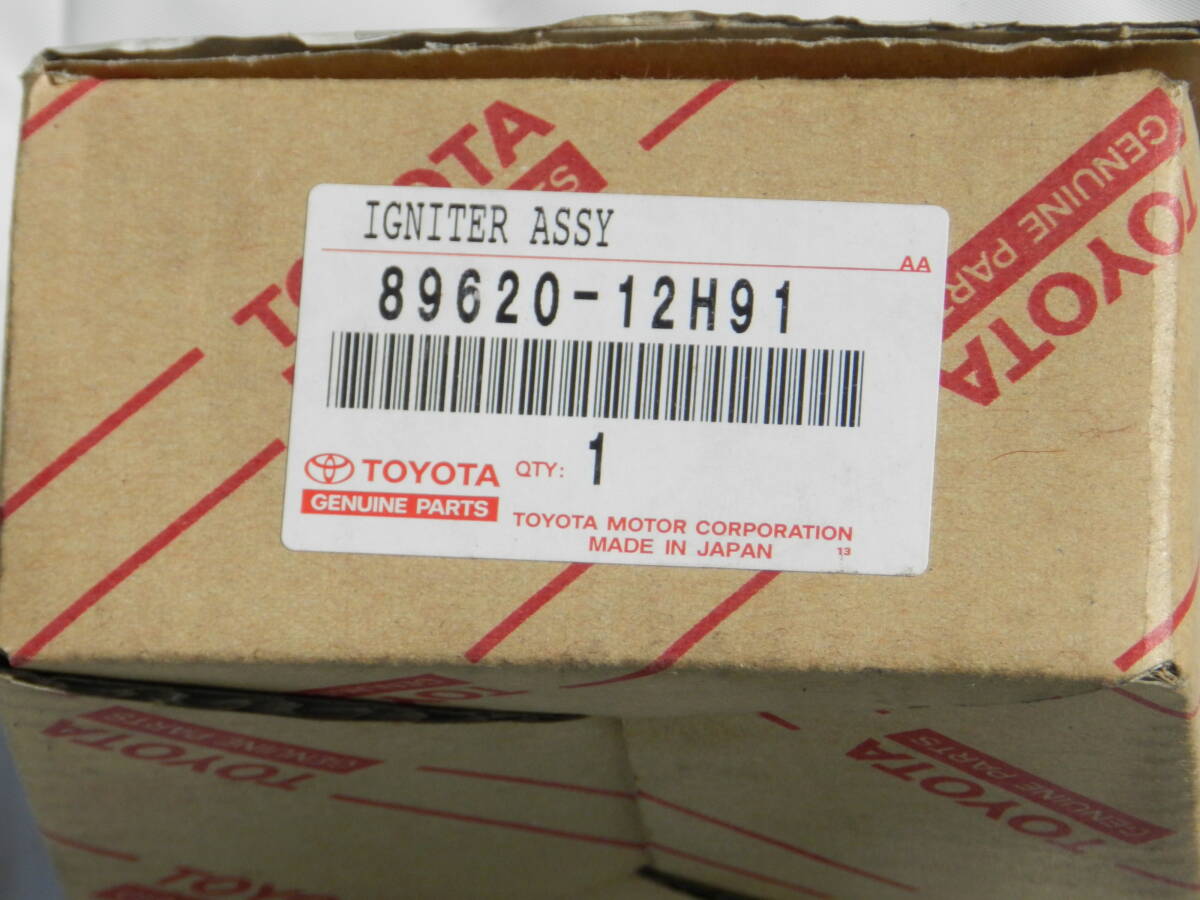 TOYOTA
GENUINE PARTS
TOYOTA
IGNITER ASSY
AA
89620-12H91
1
TOYOTA QTY:
GENUINE PARTS
TOYOTA MOTOR CORPORATION
MADE IN JAPAN 13
GENUINE PARTS
TOYOTA
GENUINE PARTS
TOYOTA
TOYOTA